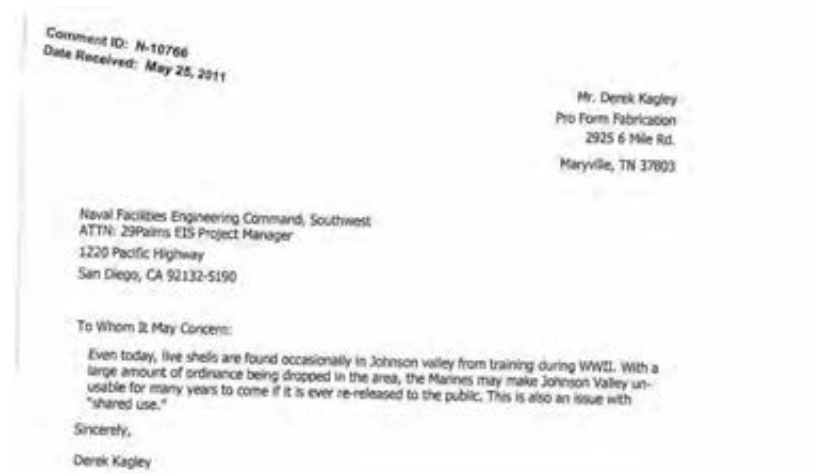 Comment ID: N-10766
Date Received: May 25, 2011
Mr. Derek Kagley
Pro Form Fabrication
2925 6 Mile Rd.
Maryville, TN 37803
Naval Facilities Engineering Command, Southwest
ATTN: 29Palms EIS Project Manager
1220 Pacific Highway
San Diego, CA 92132-5190
To Whom It May Concern:
Even today, live shells are found occasionally in Johnson valley from training during WWII. With a
large amount of ordinance being dropped in the area, the Marines may make Johnson Valley un-
usable for many years to come if it is ever re-released to the public. This is also an issue with
"shared use."
Sincerely,
Derek Kagley